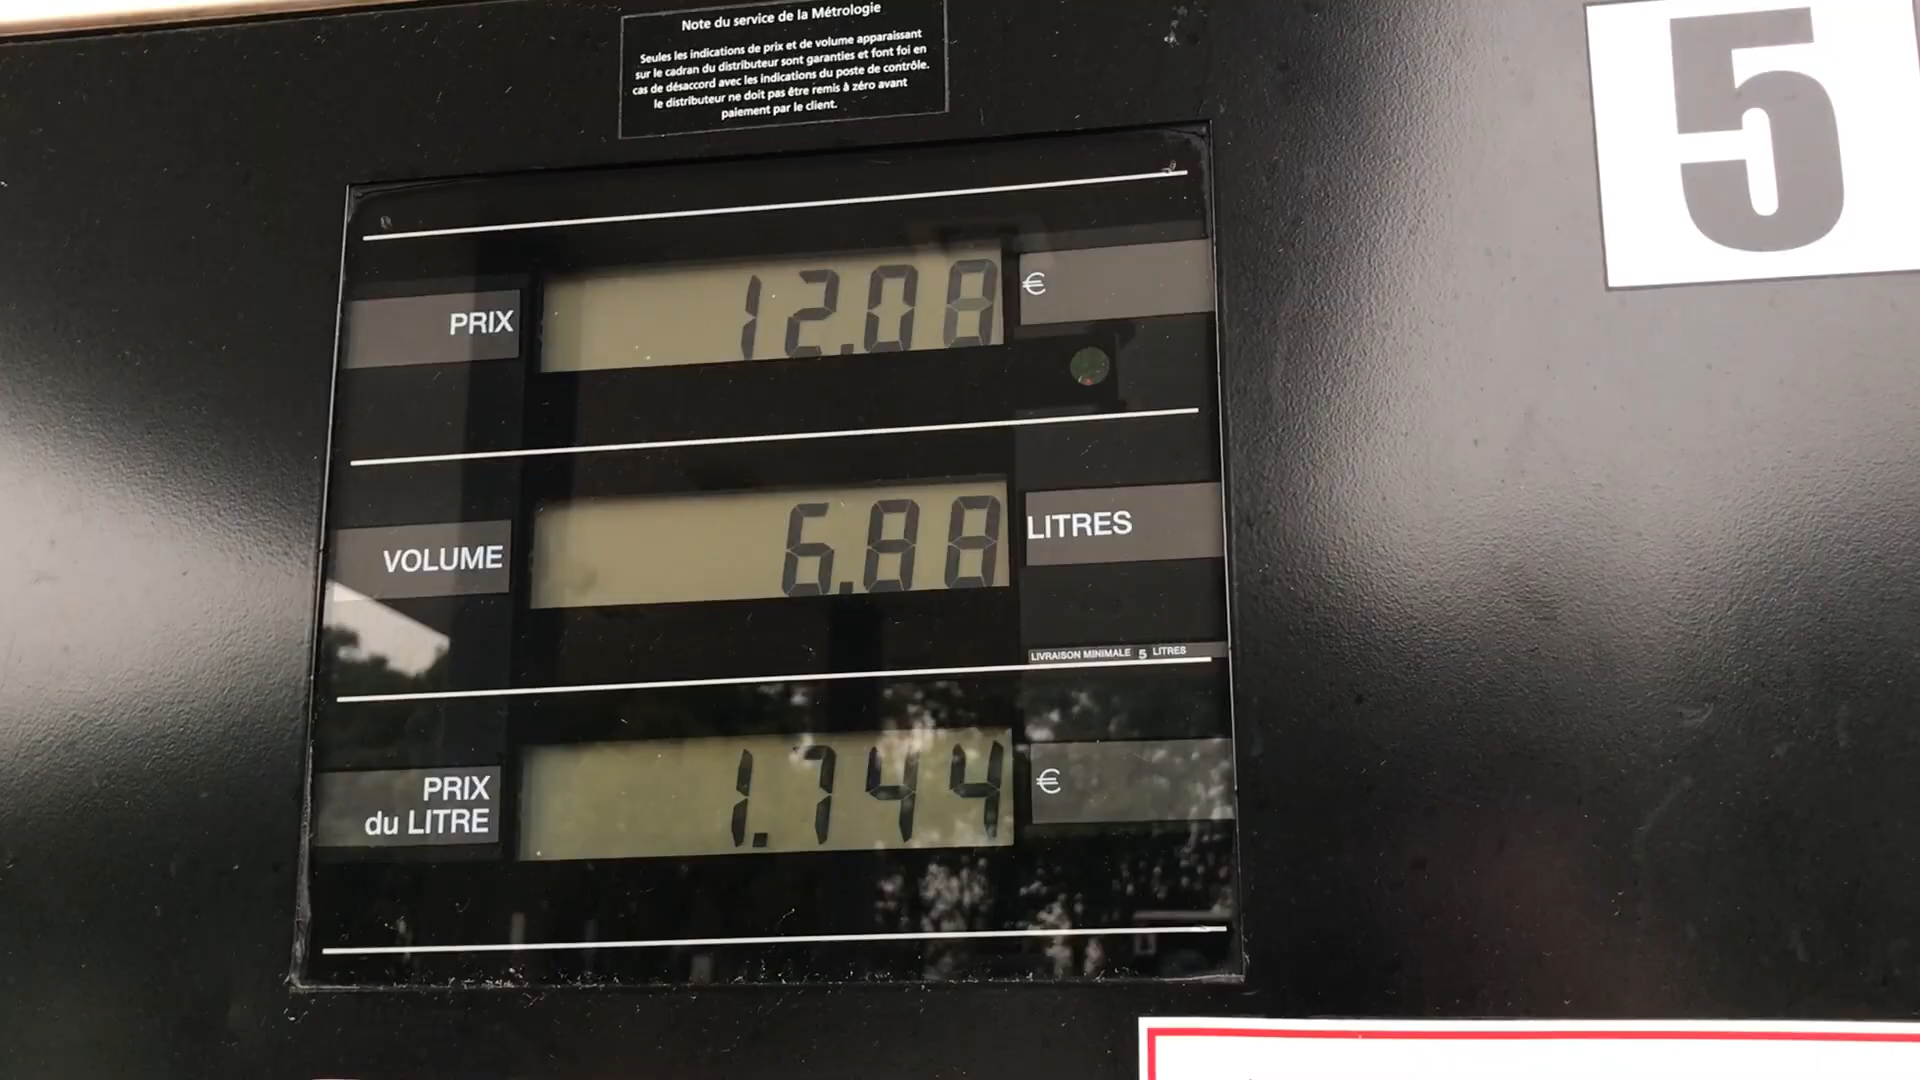 Note du service de la Métrologie
Seules les indications de prix et de volume apparaissant
sur le cadran du distributeur sont garanties et font foi en
cas de désaccord avec les indications du poste de contrôle.
le distributeur ne doit pas être remis à zéro avant
paiement par le client.
5
PRIX 12.08 €
VOLUME 6.88 LITRES
LIVRAISON MINIMALE 5 LITRES
PRIX
du LITRE 1.744 €